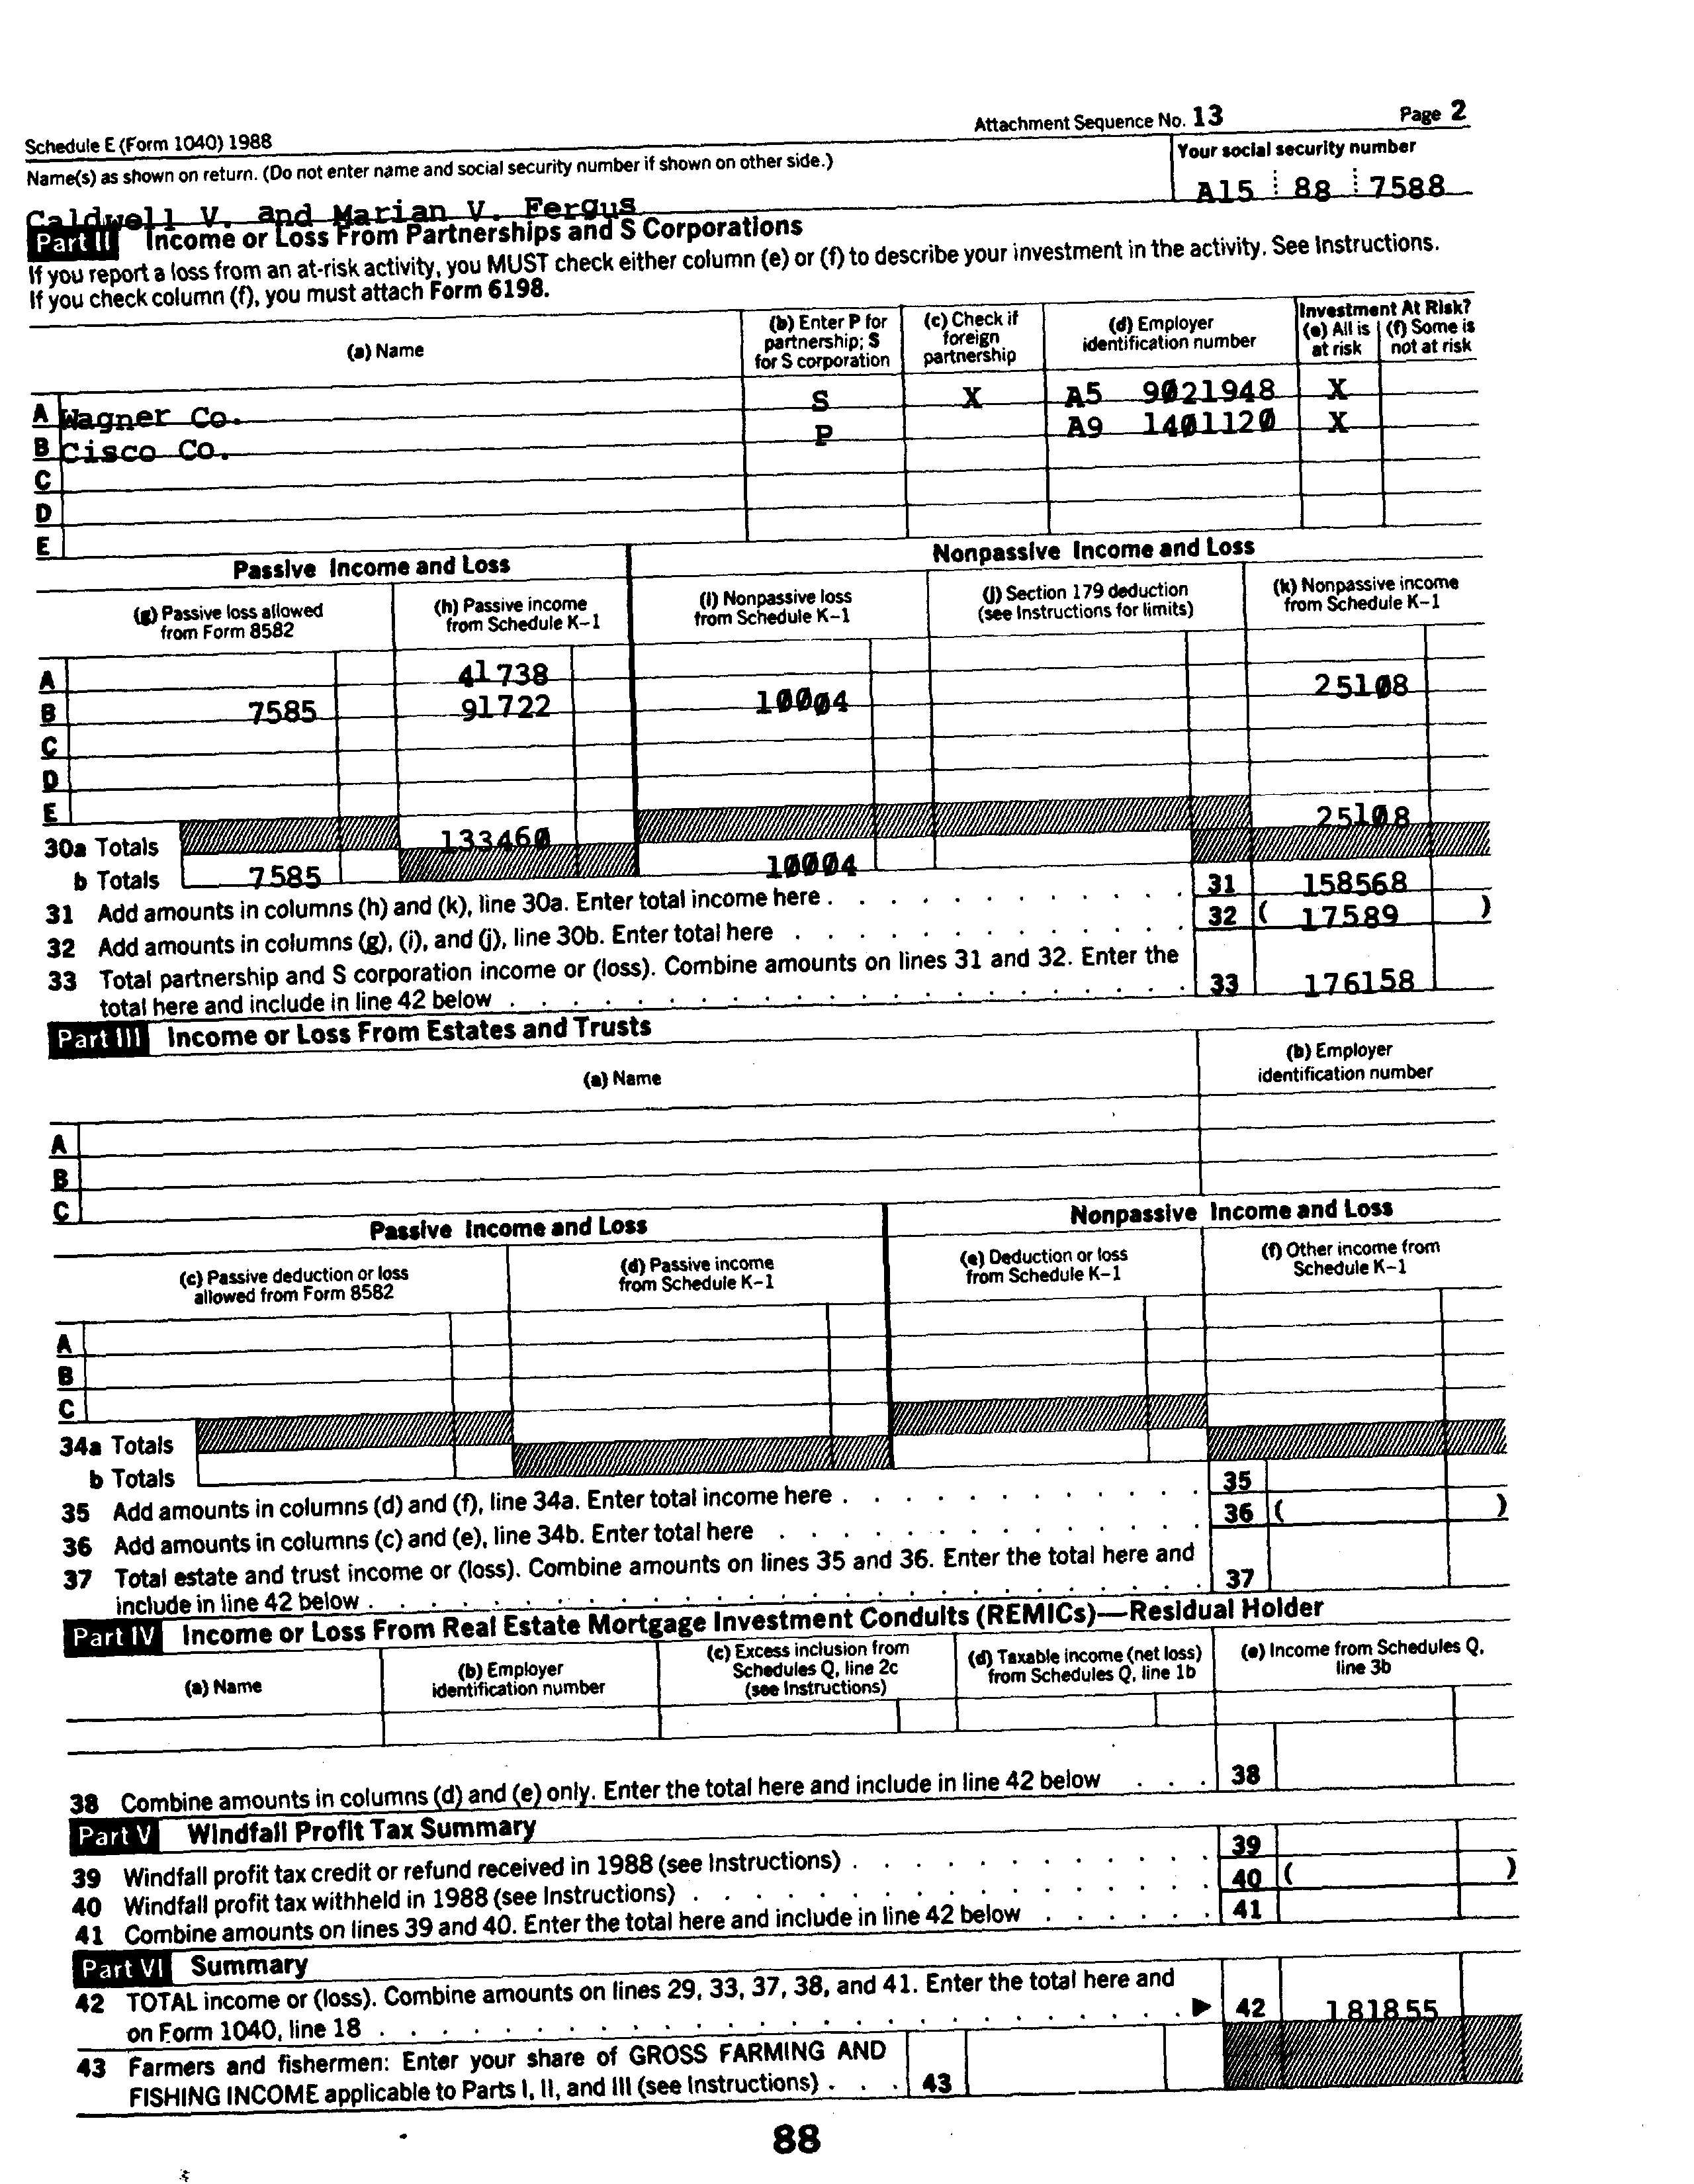 Schedule E (Form 1040) 1988 Attachment Sequence No. 13 Page 2
Name(s) as shown on return. (Do not enter name and social security number if shown on other side.) Your social security number
Caldwell V. and Marian V. Fergus A15 88 7588
Part II Income or Loss From Partnerships and S Corporations
If you report a loss from an at-risk activity, you MUST check either column (e) or (f) to describe your investment in the activity. See Instructions.
If you check column (f), you must attach Form 6198.
(a) Name (b) Enter P for partnership; S for S corporation (c) Check if foreign partnership (d) Employer identification number Investment At Risk? (e) All is at risk (f) Some is not at risk
A Wagner Co. S X A5 9021948 X
B Cisco Co. P A9 1401120 X
C
D
E
Passive Income and Loss Nonpassive Income and Loss
(g) Passive loss allowed from Form 8582 (h) Passive income from Schedule K-1 (i) Nonpassive loss from Schedule K-1 (j) Section 179 deduction (see Instructions for limits) (k) Nonpassive income from Schedule K-1
A 41738
B 7585 91722 10004 25108
C
D
E
30a Totals 133460 25108
b Totals 7585 10004
31 Add amounts in columns (h) and (k), line 30a. Enter total income here . . . 31 158568
32 Add amounts in columns (g), (i), and (j), line 30b. Enter total here . . . 32 ( 17589 )
33 Total partnership and S corporation income or (loss). Combine amounts on lines 31 and 32. Enter the
total here and include in line 42 below . . . 33 176158
Part III Income or Loss From Estates and Trusts
(a) Name (b) Employer identification number
A
B
C
Passive Income and Loss Nonpassive Income and Loss
(c) Passive deduction or loss allowed from Form 8582 (d) Passive income from Schedule K-1 (e) Deduction or loss from Schedule K-1 (f) Other income from Schedule K-1
A
B
C
34a Totals
b Totals
35 Add amounts in columns (d) and (f), line 34a. Enter total income here . . . 35
36 Add amounts in columns (c) and (e), line 34b. Enter total here . . . 36 ( )
37 Total estate and trust income or (loss). Combine amounts on lines 35 and 36. Enter the total here and
include in line 42 below . . . 37
Part IV Income or Loss From Real Estate Mortgage Investment Conduits (REMICs)—Residual Holder
(a) Name (b) Employer identification number (c) Excess inclusion from Schedules Q, line 2c (see Instructions) (d) Taxable income (net loss) from Schedules Q, line 1b (e) Income from Schedules Q, line 3b
38 Combine amounts in columns (d) and (e) only. Enter the total here and include in line 42 below . . . 38
Part V Windfall Profit Tax Summary
39 Windfall profit tax credit or refund received in 1988 (see Instructions) . . . 39
40 Windfall profit tax withheld in 1988 (see Instructions) . . . 40 ( )
41 Combine amounts on lines 39 and 40. Enter the total here and include in line 42 below . . . 41
Part VI Summary
42 TOTAL income or (loss). Combine amounts on lines 29, 33, 37, 38, and 41. Enter the total here and
on Form 1040, line 18 . . . ▶ 42 181855
43 Farmers and fishermen: Enter your share of GROSS FARMING AND
FISHING INCOME applicable to Parts I, II, and III (see Instructions) . . . 43
88